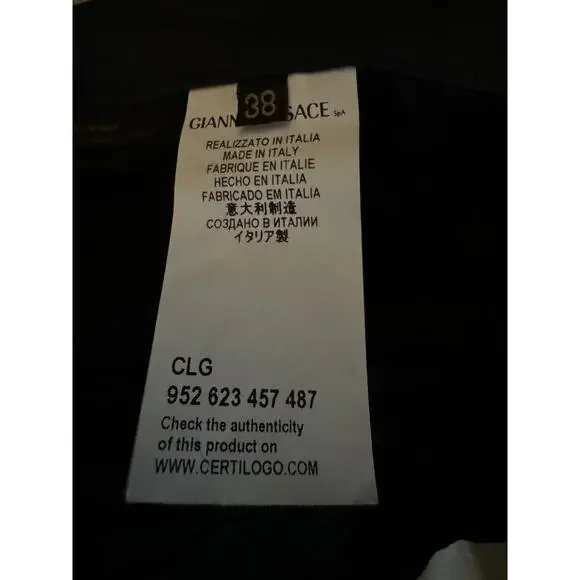 38
GIANN SACE SpA
REALIZZATO IN ITALIA
MADE IN ITALY
FABRIQUE EN ITALIE
HECHO EN ITALIA
FABRICADO EM ITALIA
意大利制造
СОЗДАНО В ИТАЛИИ
イタリア製
CLG
952 623 457 487
Check the authenticity
of this product on
WWW.CERTILOGO.COM